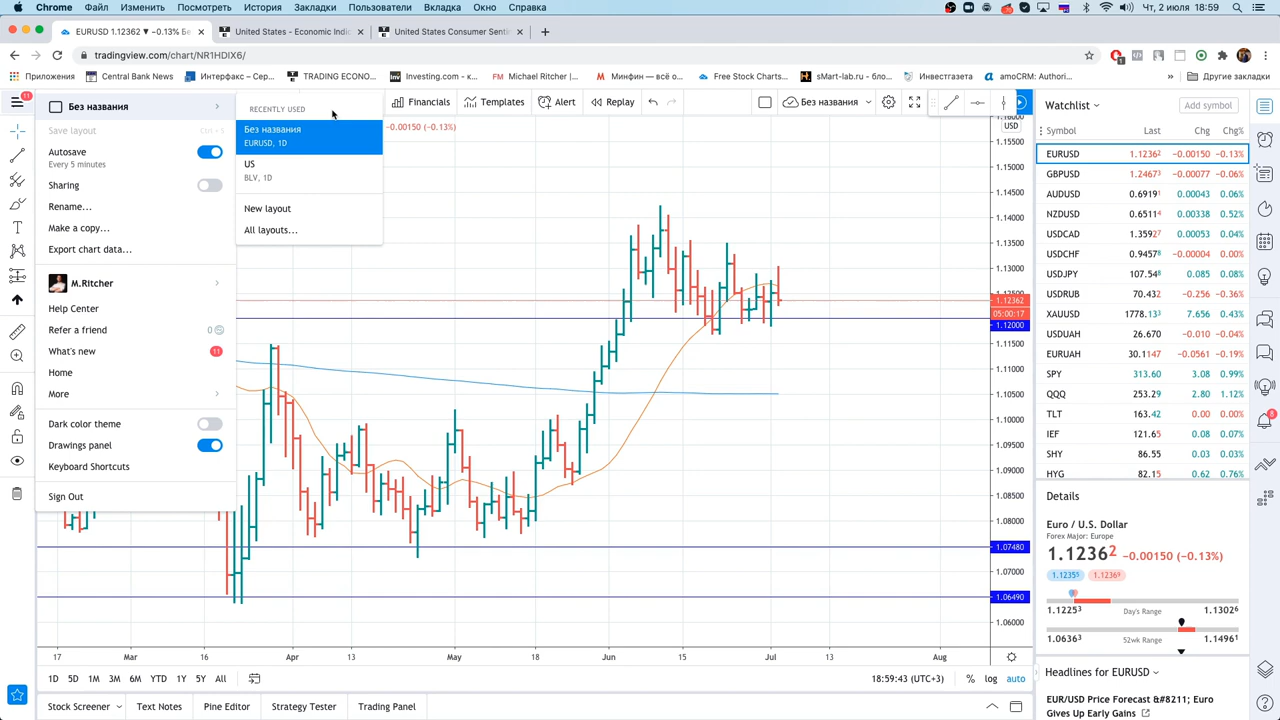 Chrome Файл Изменить Посмотреть История Закладки Пользователи Вкладка Окно Справка
Чт, 2 июля 18:59
EURUSD 1.12362 ▼ −0.13% Бе
United States - Economic Indic
United States Consumer Senti
tradingview.com/chart/NR1HDIX6/
Приложения
Central Bank News
Интерфакс – Сер...
TRADING ECONO...
Investing.com -...
Michael Ritcher |...
Минфин — всё о...
Free Stock Charts...
sMart-lab.ru - бло...
Инвестгазета
amoCRM: Authori...
»
Другие закладки
11
Без названия
Save layout
Ctrl + S
Autosave
Every 5 minutes
Sharing
Rename...
Make a copy...
Export chart data...
M.Ritcher
Help Center
Refer a friend
0
What's new
11
Home
More
Dark color theme
Drawings panel
Keyboard Shortcuts
Sign Out
RECENTLY USED
Без названия
EURUSD, 1D
US
BLV, 1D
New layout
All layouts...
Financials
Templates
Alert
Replay
Без названия
−0.00150 (−0.13%)
1.16000
USD
1.15500
1.15000
1.14500
1.14000
1.13500
1.13000
1.12500
1.12362
05:00:17
1.12000
1.11500
1.11000
1.10500
1.10000
1.09500
1.09000
1.08500
1.08000
1.07480
1.07000
1.06490
1.06000
17 Mar 16 Apr 13 May 18 Jun 15 Jul 13 Aug
1D 5D 1M 3M 6M YTD 1Y 5Y All
18:59:43 (UTC+3)
% log auto
Stock Screener
Text Notes
Pine Editor
Strategy Tester
Trading Panel
Watchlist
Add symbol
Symbol Last Chg Chg%
EURUSD 1.12362 −0.00150 −0.13%
GBPUSD 1.24673 −0.00077 −0.06%
AUDUSD 0.69191 0.00043 0.06%
NZDUSD 0.65114 0.00338 0.52%
USDCAD 1.35927 0.00053 0.04%
USDCHF 0.94578 −0.00004 0.00%
USDJPY 107.548 0.085 0.08%
USDRUB 70.432 −0.256 −0.36%
XAUUSD 1778.133 7.656 0.43%
USDUAH 26.670 −0.010 −0.04%
EURUAH 30.1147 −0.0561 −0.19%
SPY 313.60 3.08 0.99%
QQQ 253.29 2.80 1.12%
TLT 163.42 0.00 0.00%
IEF 121.65 0.08 0.07%
SHY 86.55 0.03 0.03%
HYG 82.15 0.62 0.76%
8
Details
Euro / U.S. Dollar
Forex Major: Europe
1.12362 −0.00150 (−0.13%)
1.12355 1.12369
1.12253 Day's Range 1.13026
1.06363 52wk Range 1.14961
Headlines for EURUSD
EUR/USD Price Forecast &#8211; Euro
Gives Up Early Gains